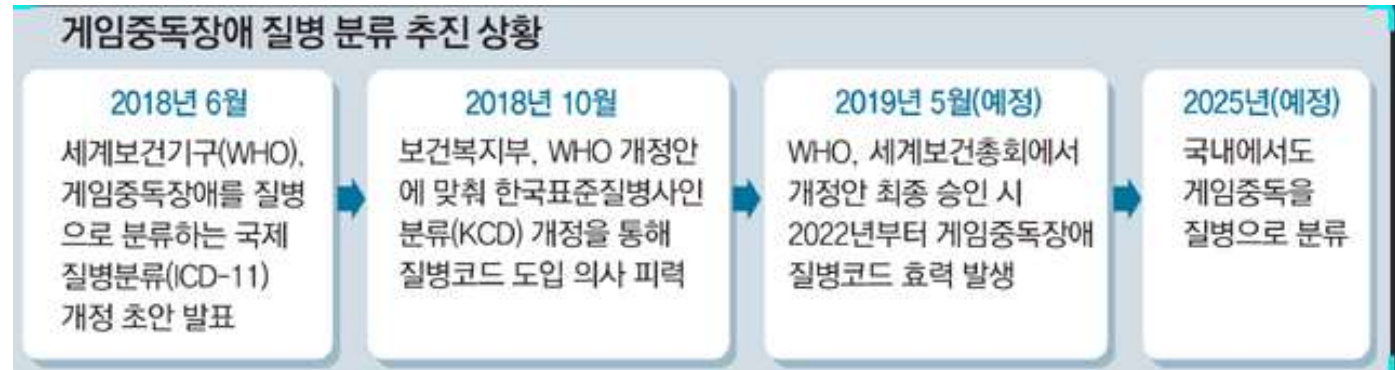 게임중독장애 질병 분류 추진 상황
2018년 6월
세계보건기구(WHO),
게임중독장애를 질병
으로 분류하는 국제
질병분류(ICD-11)
개정 초안 발표
2018년 10월
보건복지부, WHO 개정안
에 맞춰 한국표준질병사인
분류(KCD) 개정을 통해
질병코드 도입 의사 피력
2019년 5월(예정)
WHO, 세계보건총회에서
개정안 최종 승인 시
2022년부터 게임중독장애
질병코드 효력 발생
2025년(예정)
국내에서도
게임중독을
질병으로 분류